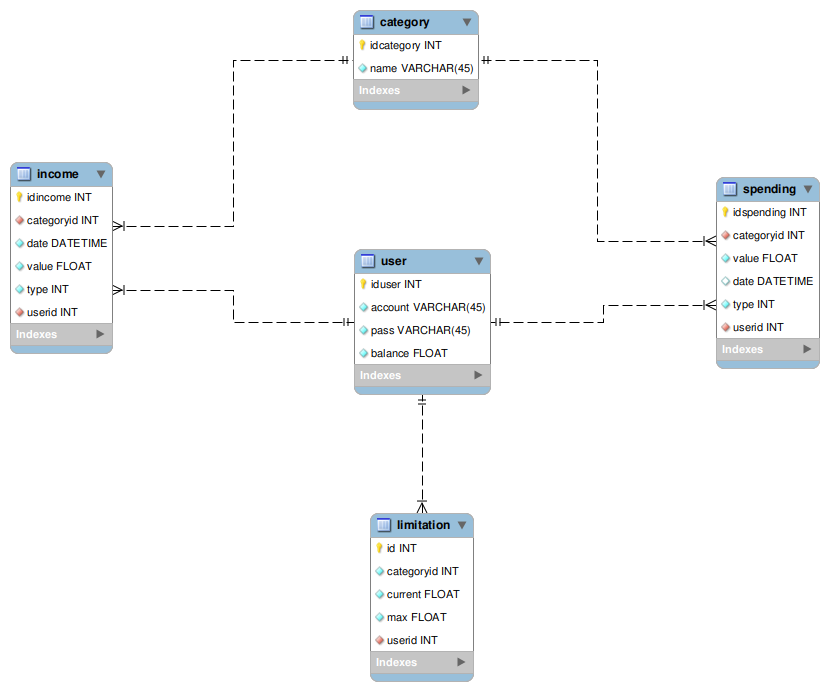 category
idcategory INT
name VARCHAR(45)
Indexes
income
idincome INT
categoryid INT
date DATETIME
value FLOAT
type INT
userid INT
Indexes
user
iduser INT
account VARCHAR(45)
pass VARCHAR(45)
balance FLOAT
Indexes
spending
idspending INT
categoryid INT
value FLOAT
date DATETIME
type INT
userid INT
Indexes
limitation
id INT
categoryid INT
current FLOAT
max FLOAT
userid INT
Indexes